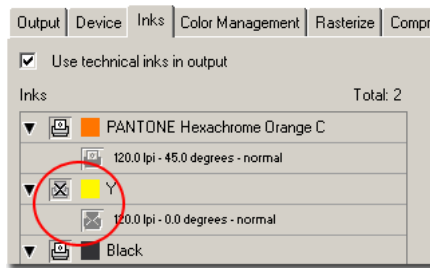 Output Device Inks Color Management Rasterize Compr
Use technical inks in output
Inks Total: 2
PANTONE Hexachrome Orange C
120.0 lpi - 45.0 degrees - normal
Y
120.0 lpi - 0.0 degrees - normal
Black